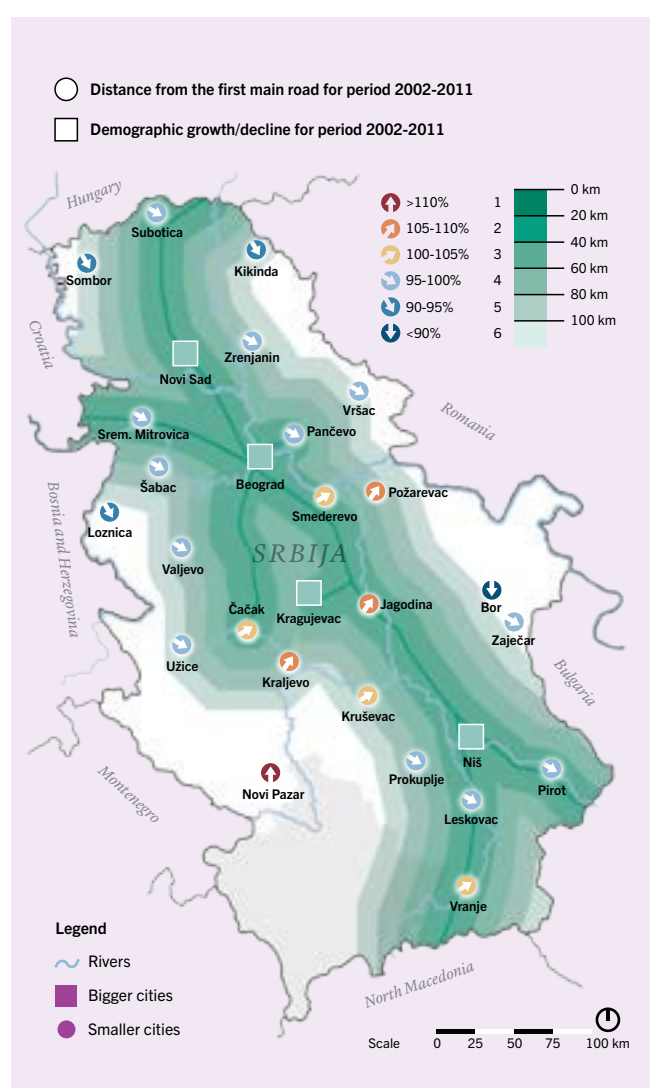 Distance from the first main road for period 2002-2011
Demographic growth/decline for period 2002-2011
Hungary
>110% 1
105-110% 2
100-105% 3
95-100% 4
90-95% 5
<90% 6
0 km
20 km
40 km
60 km
80 km
100 km
Subotica
Sombor
Kikinda
Croatia
Zrenjanin
Novi Sad
Vršac
Romania
Srem. Mitrovica
Pančevo
Šabac
Beograd
Požarevac
Smederevo
Bosnia and Herzegovina
Loznica
SRBIJA
Valjevo
Čačak
Kragujevac
Jagodina
Bor
Zaječar
Užice
Kraljevo
Bulgaria
Kruševac
Niš
Prokuplje
Pirot
Montenegro
Novi Pazar
Leskovac
Vranje
North Macedonia
Legend
Rivers
Bigger cities
Smaller cities
Scale 0 25 50 75 100 km